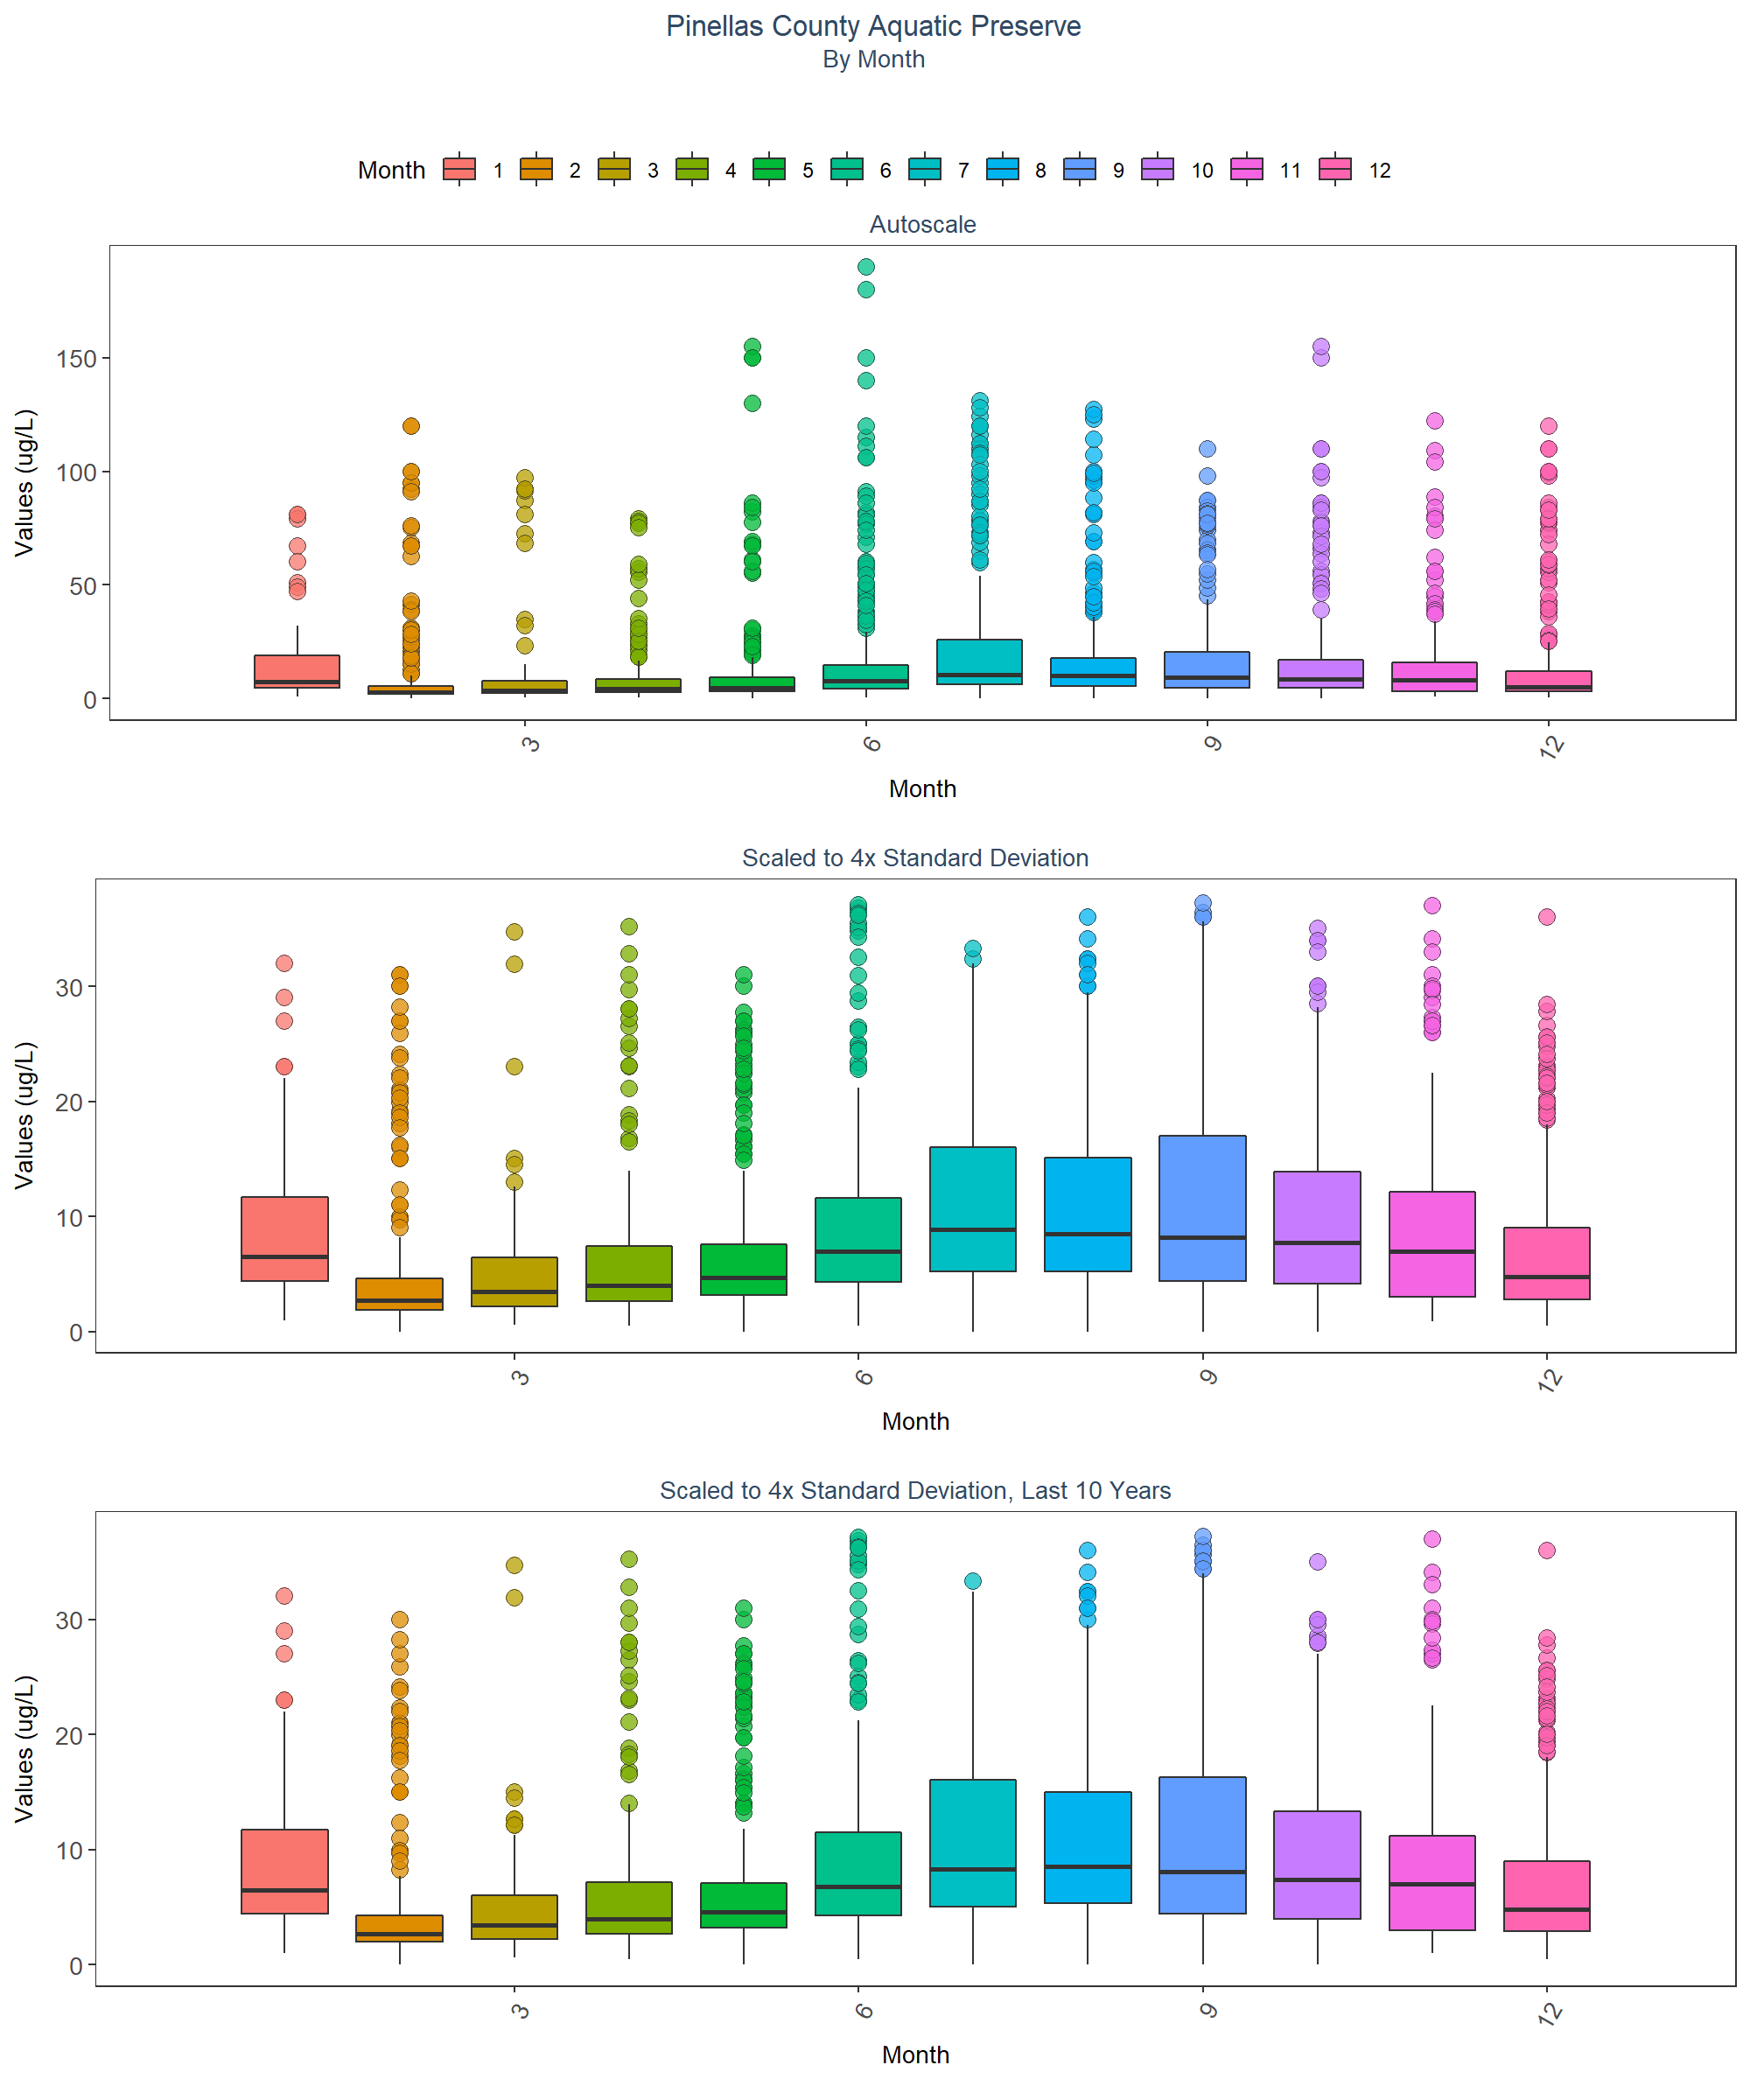 Pinellas County Aquatic Preserve
By Month
Month 1 2 3 4 5 6 7 8 9 10 11 12
Autoscale
Values (ug/L)
150
100
50
0
3 6 9 12
Month
Scaled to 4x Standard Deviation
Values (ug/L)
30
20
10
0
3 6 9 12
Month
Scaled to 4x Standard Deviation, Last 10 Years
Values (ug/L)
30
20
10
0
3 6 9 12
Month